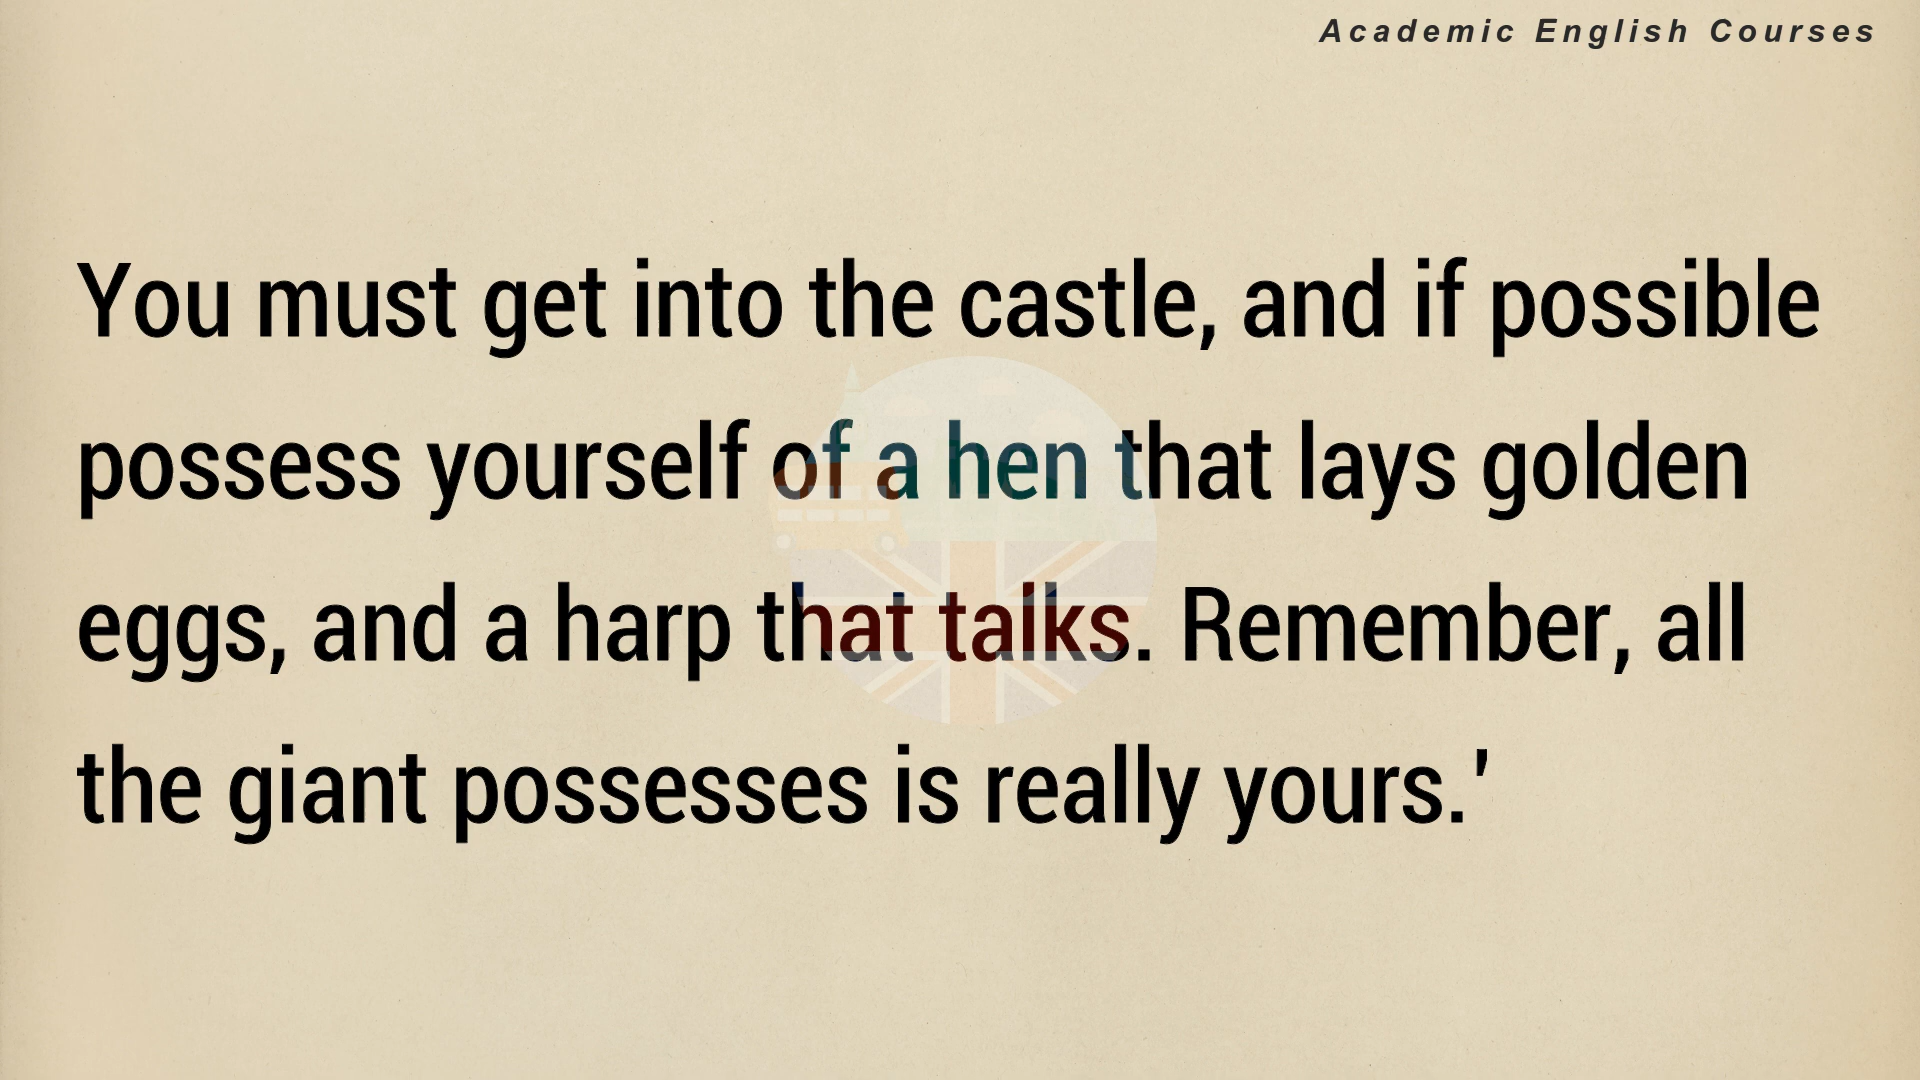 Academic English Courses
You must get into the castle, and if possible
possess yourself of a hen that lays golden
eggs, and a harp that talks. Remember, all
the giant possesses is really yours.'